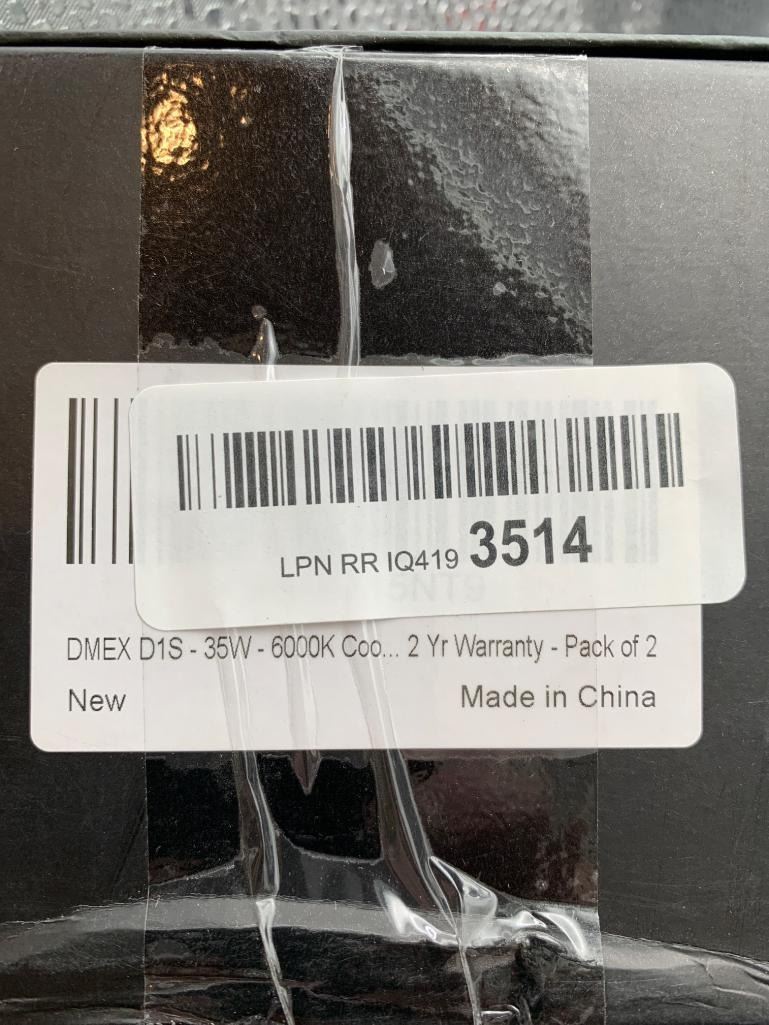 LPN RR IQ419 3514
5NT9
DMEX D1S - 35W - 6000K Coo... 2 Yr Warranty - Pack of 2
New
Made in China